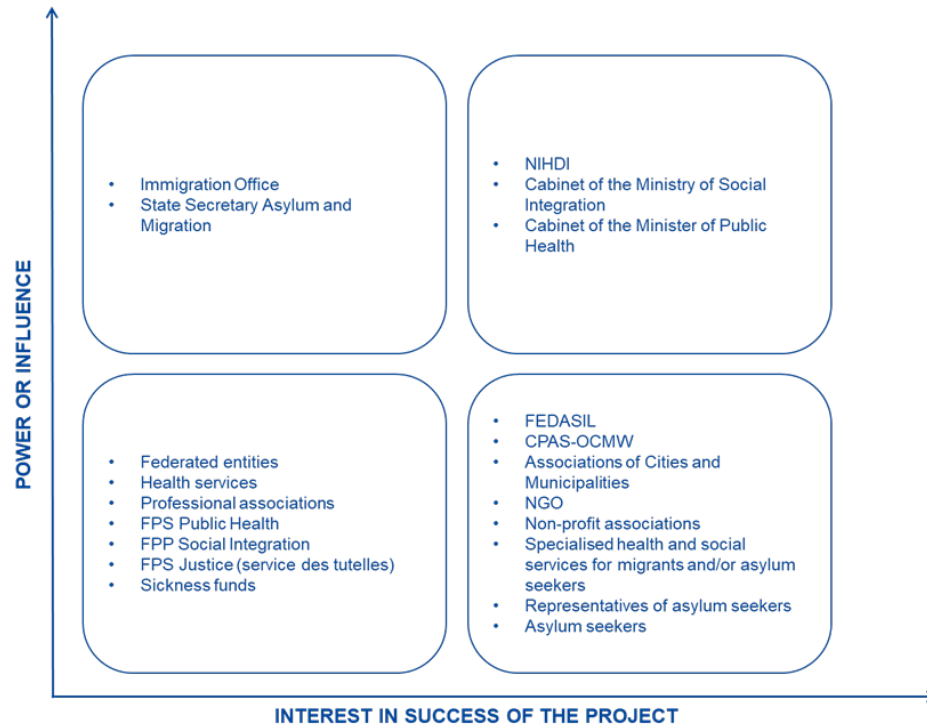 POWER OR INFLUENCE
• Immigration Office
• State Secretary Asylum and
Migration
• NIHDI
• Cabinet of the Ministry of Social
Integration
• Cabinet of the Minister of Public
Health
• Federated entities
• Health services
• Professional associations
• FPS Public Health
• FPP Social Integration
• FPS Justice (service des tutelles)
• Sickness funds
• FEDASIL
• CPAS-OCMW
• Associations of Cities and
Municipalities
• NGO
• Non-profit associations
• Specialised health and social
services for migrants and/or asylum
seekers
• Representatives of asylum seekers
• Asylum seekers
INTEREST IN SUCCESS OF THE PROJECT